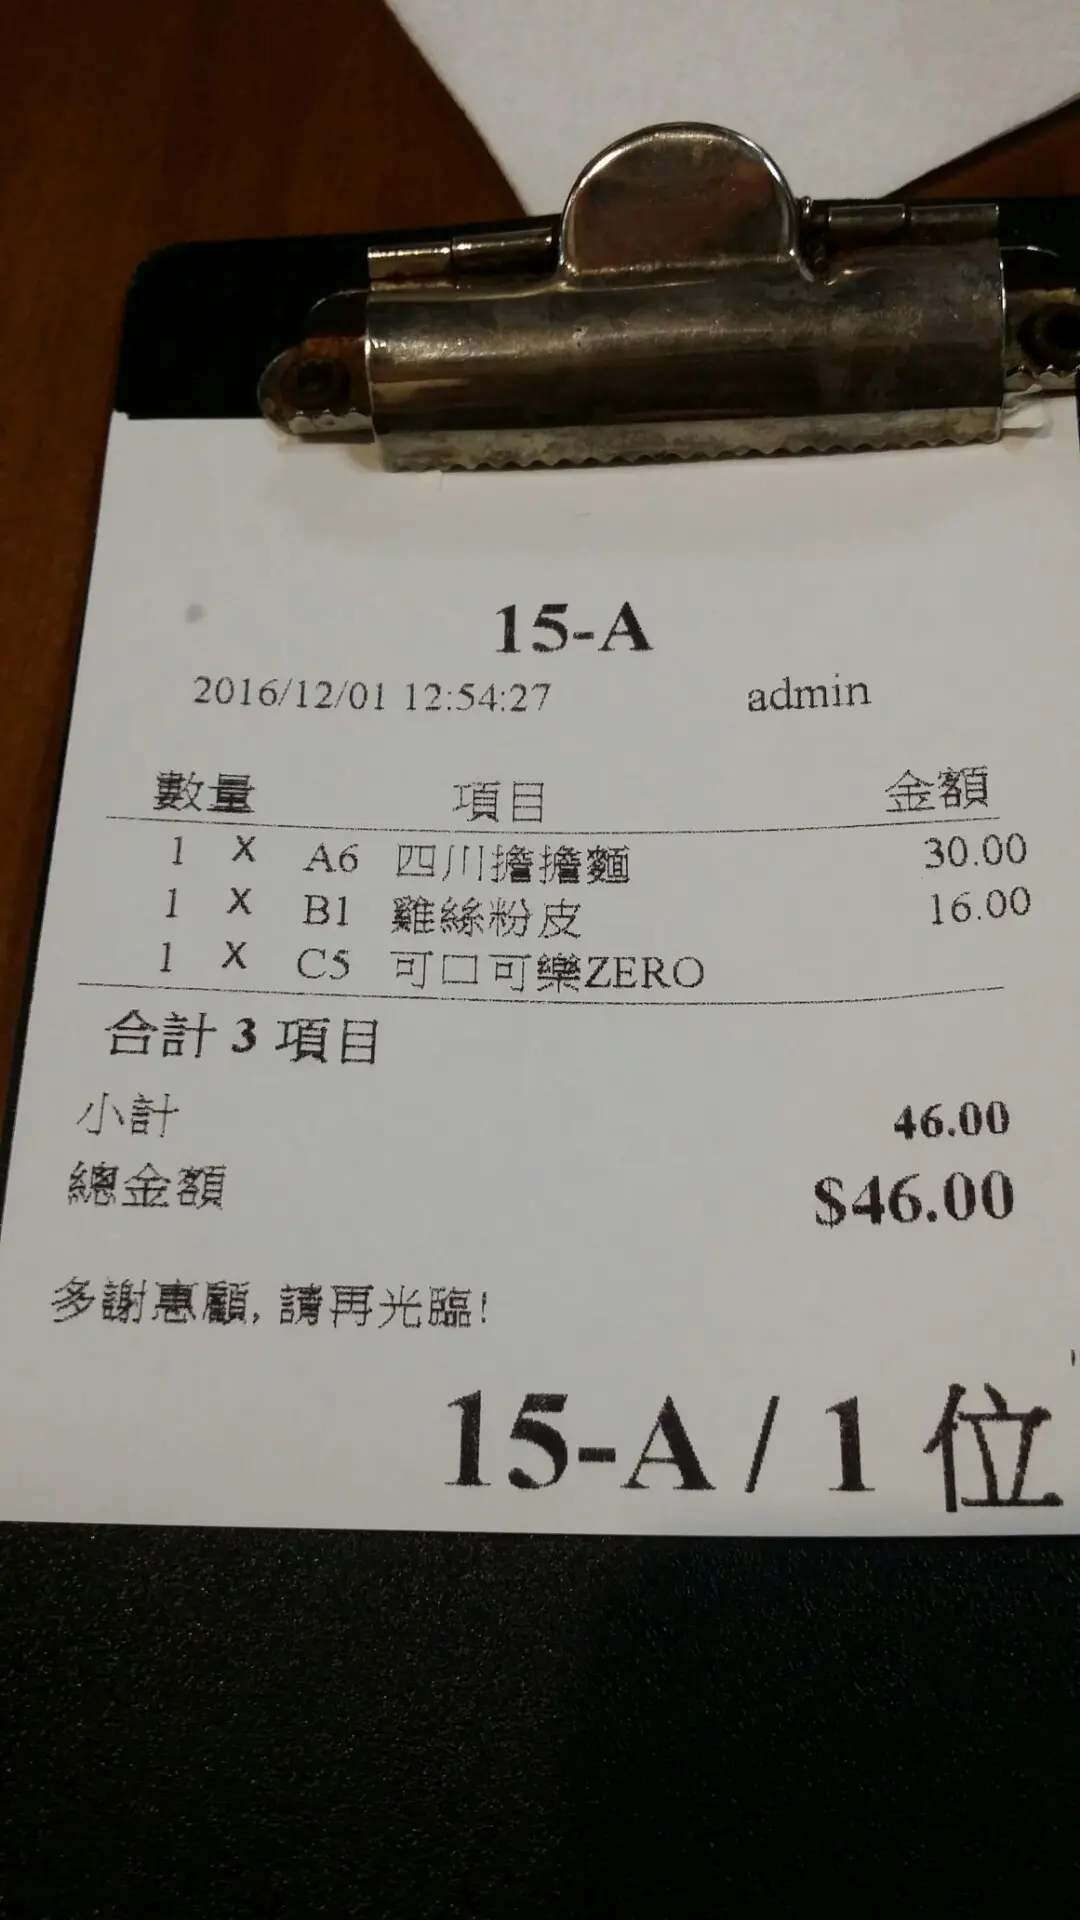 15-A
2016/12/01 12:54:27 admin
數量 項目 金額
1 X A6 四川擔擔麵 30.00
1 X B1 雞絲粉皮 16.00
1 X C5 可口可樂ZERO
合計 3 項目
小計 46.00
總金額 $46.00
多謝惠顧, 請再光臨!
15-A / 1 位